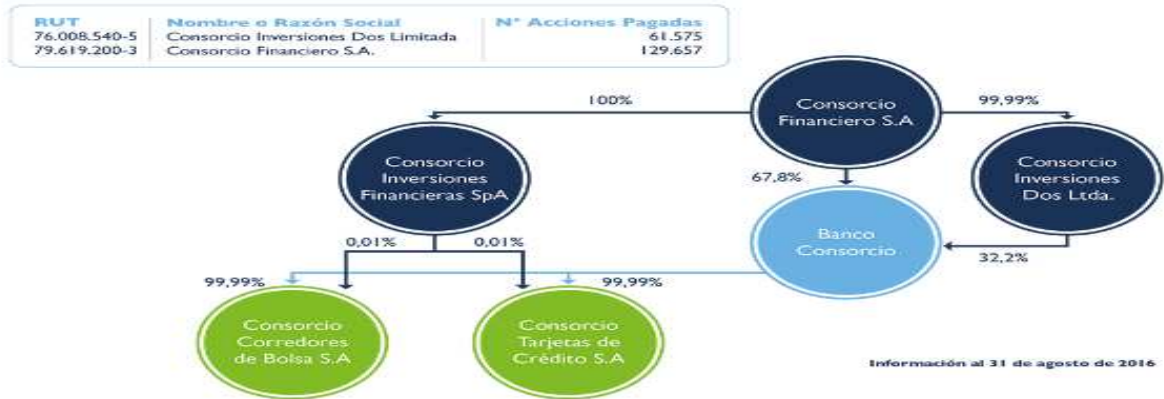 RUT Nombre o Razón Social N° Acciones Pagadas
76.008.540-5 Consorcio Inversiones Dos Limitada 61.575
79.619.200-3 Consorcio Financiero S.A. 129.657
100%
Consorcio
Financiero S.A
99,99%
Consorcio
Inversiones
Financieras SpA
67,8%
Consorcio
Inversiones
Dos Ltda.
0,01%
0,01%
Banco
Consorcio
32,2%
99,99%
99,99%
Consorcio
Corredores
de Bolsa S.A
Consorcio
Tarjetas de
Crédito S.A
Información al 31 de agosto de 2016